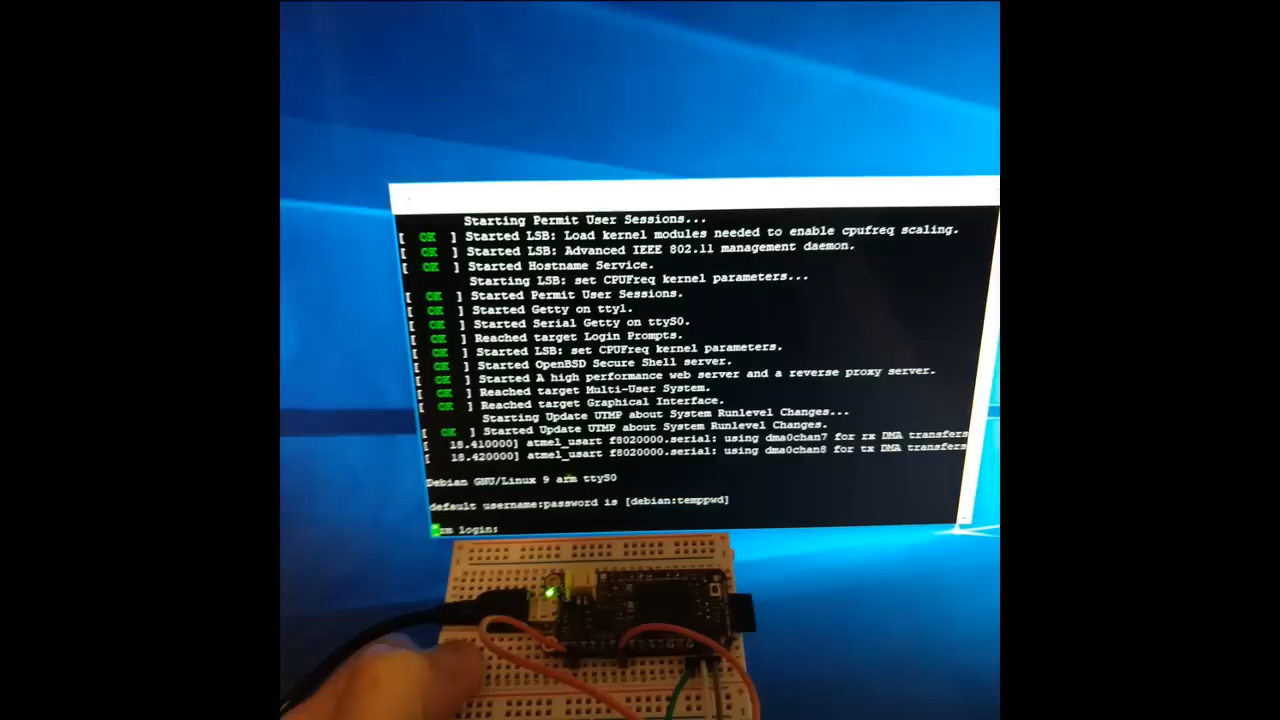 Starting Permit User Sessions...
[ OK ] Started LSB: Load kernel modules needed to enable cpufreq scaling.
[ OK ] Started LSB: Advanced IEEE 802.11 management daemon.
[ OK ] Started Hostname Service.
Starting LSB: set CPUFreq kernel parameters...
[ OK ] Started Permit User Sessions.
[ OK ] Started Getty on tty1.
[ OK ] Started Serial Getty on ttyS0.
[ OK ] Reached target Login Prompts.
[ OK ] Started LSB: set CPUFreq kernel parameters.
[ OK ] Started OpenBSD Secure Shell server.
[ OK ] Started A high performance web server and a reverse proxy server.
[ OK ] Reached target Multi-User System.
[ OK ] Reached target Graphical Interface.
Starting Update UTMP about System Runlevel Changes...
[ OK ] Started Update UTMP about System Runlevel Changes.
[ 18.410000] atmel_usart f8020000.serial: using dma0chan7 for rx DMA transfers
[ 18.420000] atmel_usart f8020000.serial: using dma0chan8 for tx DMA transfers
Debian GNU/Linux 9 arm ttyS0
default username:password is [debian:temppwd]
arm login: